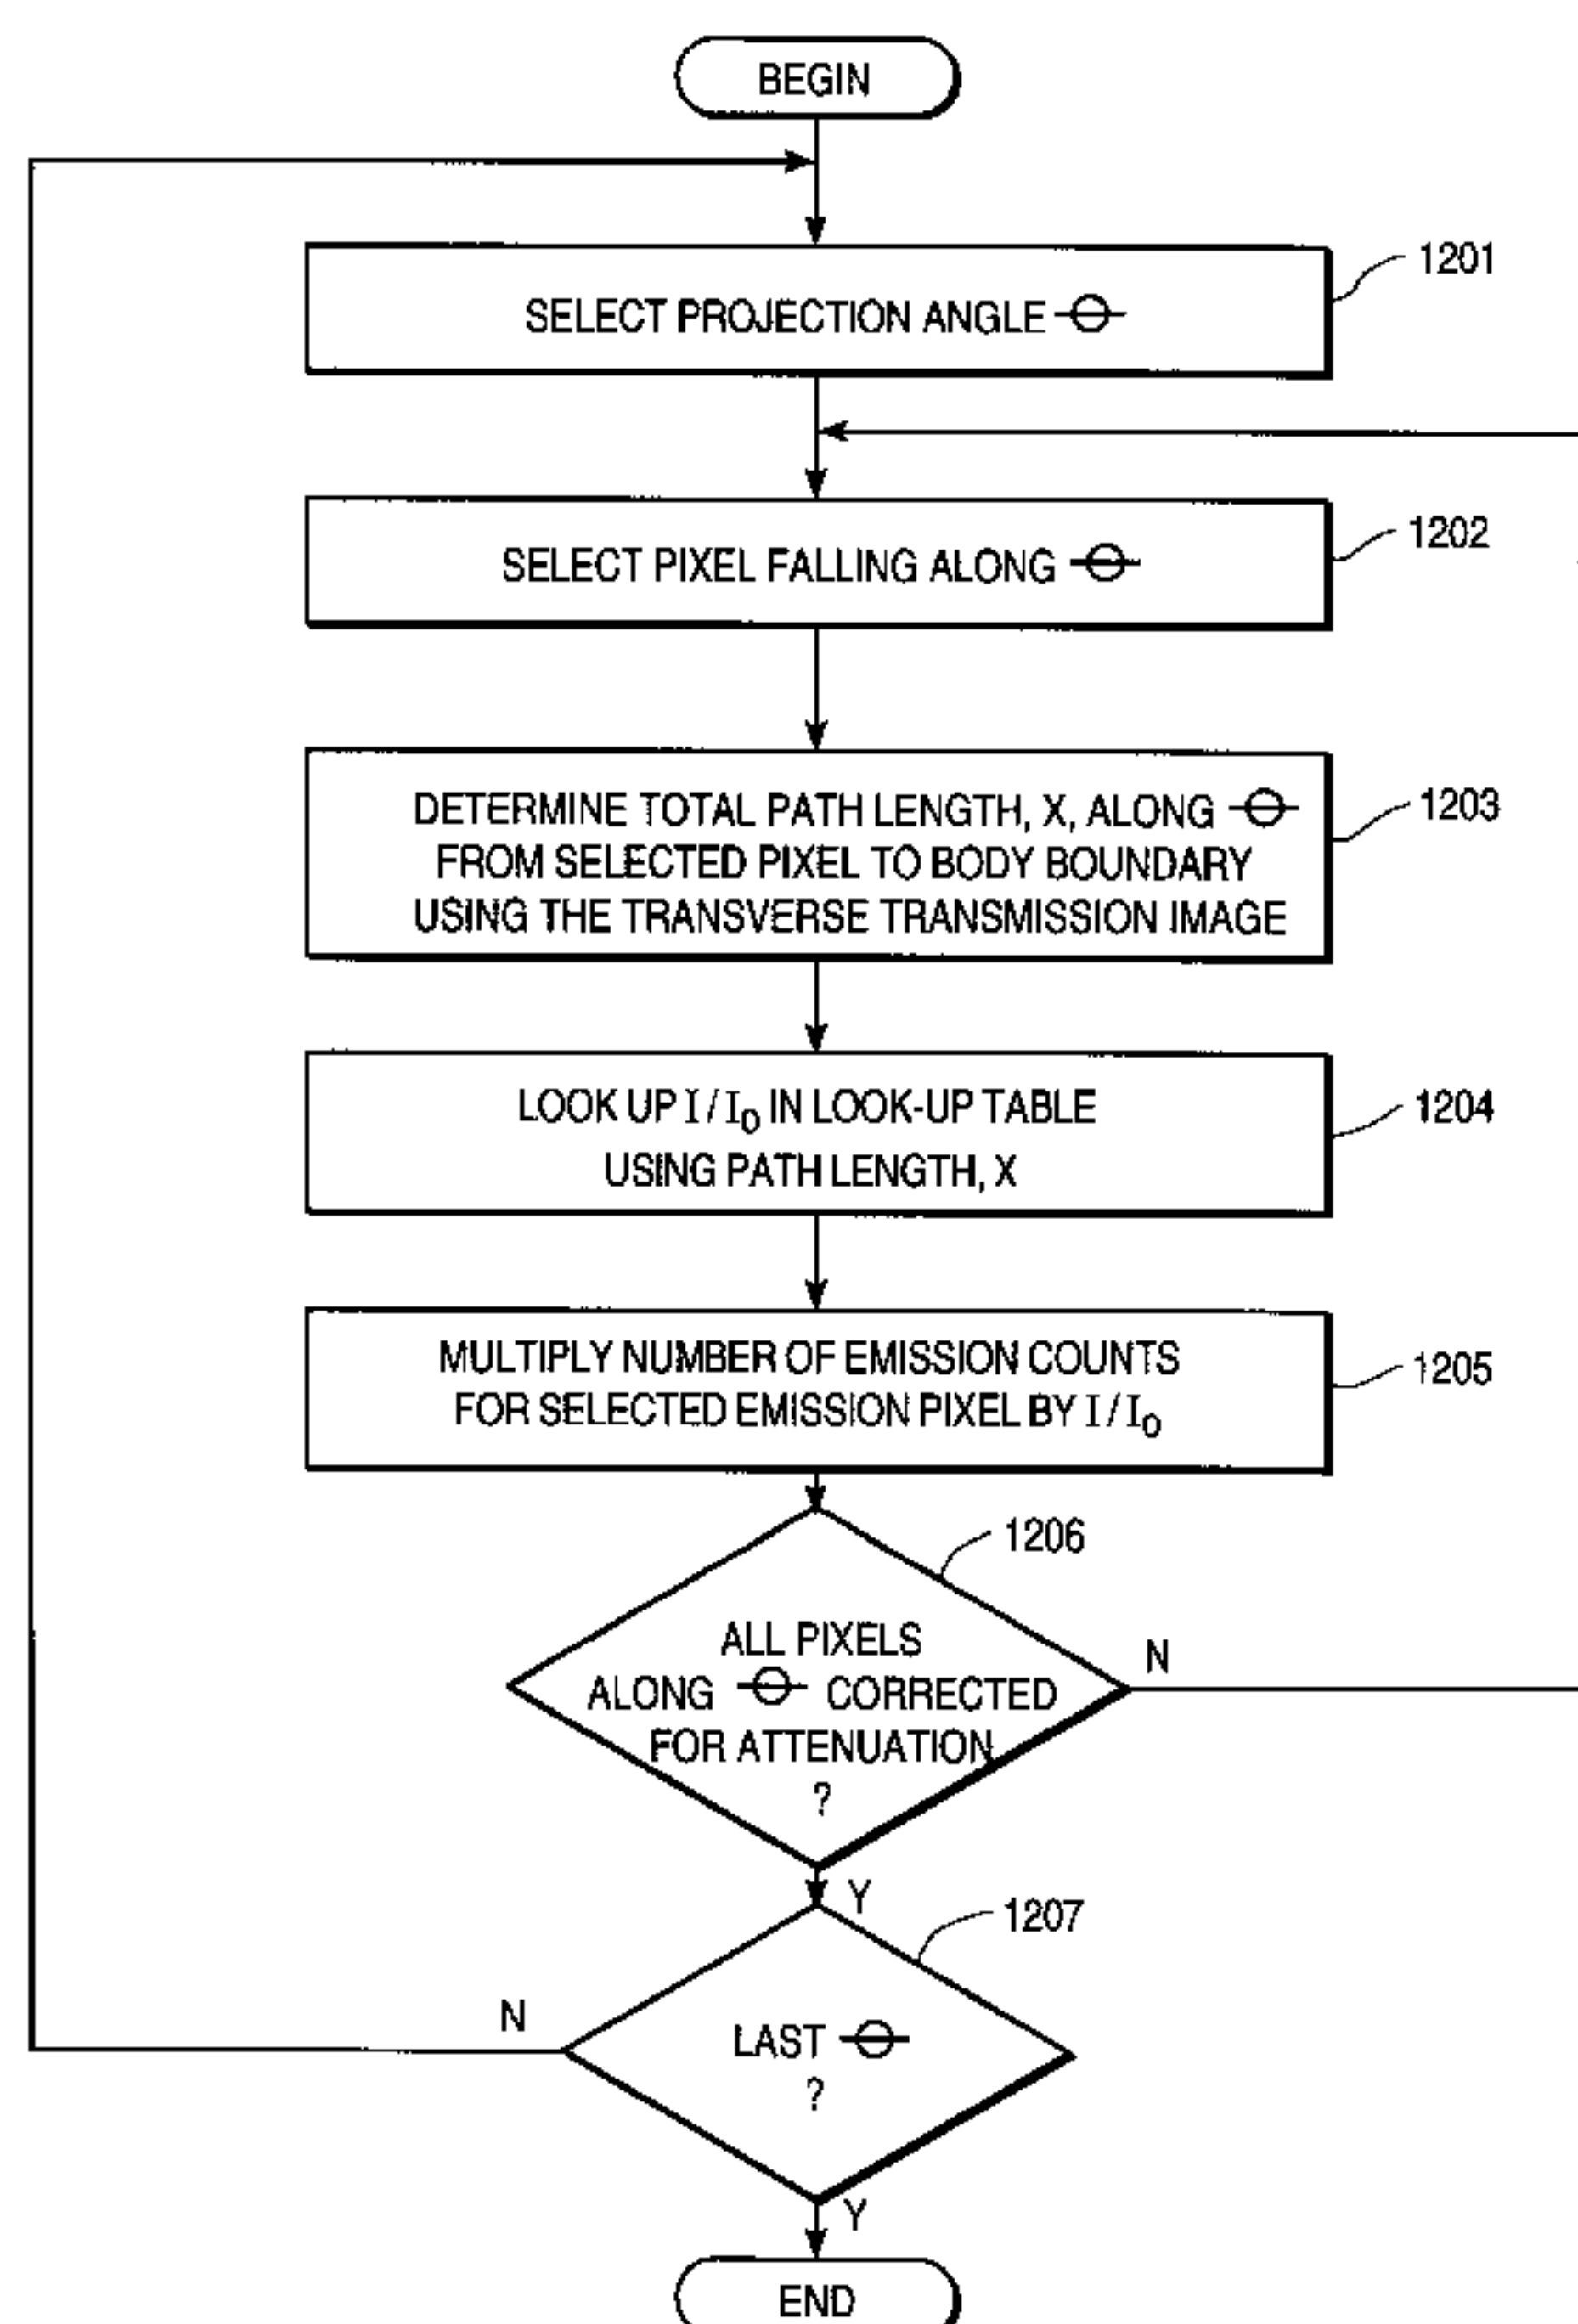 BEGIN
SELECT PROJECTION ANGLE ⊖
1201
SELECT PIXEL FALLING ALONG ⊖
1202
DETERMINE TOTAL PATH LENGTH, X, ALONG ⊖
FROM SELECTED PIXEL TO BODY BOUNDARY
USING THE TRANSVERSE TRANSMISSION IMAGE
1203
LOOK UP I/I₀ IN LOOK-UP TABLE
USING PATH LENGTH, X
1204
MULTIPLY NUMBER OF EMISSION COUNTS
FOR SELECTED EMISSION PIXEL BY I/I₀
1205
1206
ALL PIXELS
ALONG ⊖ CORRECTED
FOR ATTENUATION
?
N
Y
1207
N
LAST ⊖
?
Y
END